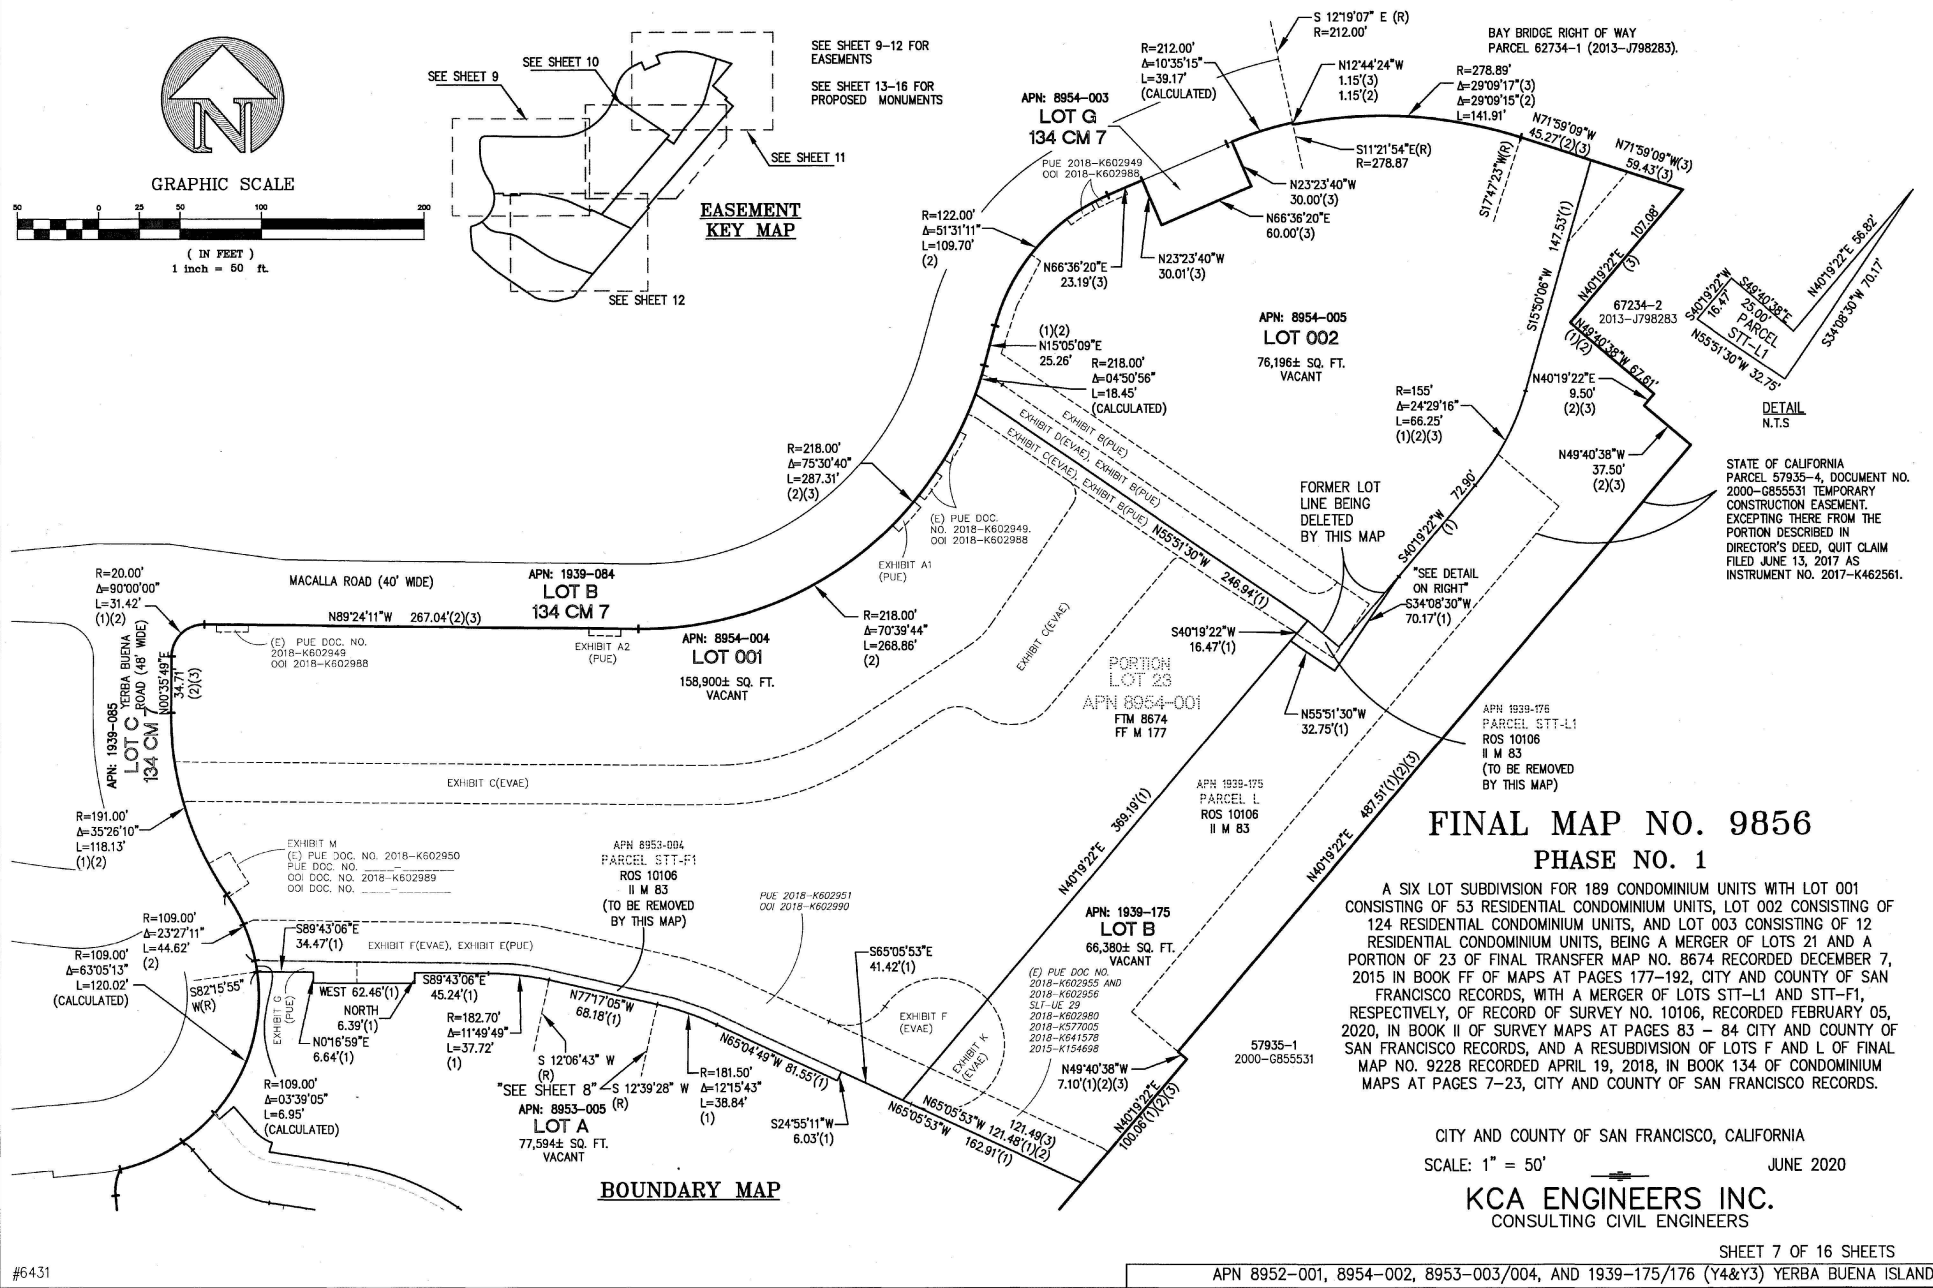 N
GRAPHIC SCALE
50 0 25 50 100 200
( IN FEET )
1 inch = 50 ft.
SEE SHEET 9
SEE SHEET 10
SEE SHEET 11
SEE SHEET 12
SEE SHEET 9-12 FOR
EASEMENTS
SEE SHEET 13-16 FOR
PROPOSED MONUMENTS
EASEMENT
KEY MAP
S 12°19'07" E (R)
R=212.00'
R=212.00'
Δ=10°35'15"
L=39.17'
(CALCULATED)
N12°44'24"W
1.15'(3)
1.15'(2)
BAY BRIDGE RIGHT OF WAY
PARCEL 62734-1 (2013-J798283).
R=278.89'
Δ=29°09'17"(3)
Δ=29°09'15"(2)
L=141.91'
N71°59'09"W
45.27'(2)(3)
N71°59'09"W(3)
59.43'(3)
APN: 8954-003
LOT G
134 CM 7
PUE 2018-K602949
OOI 2018-K602988
S11°21'54"E(R)
R=278.87
S17°47'23"W(R)
N23°23'40"W
30.00'(3)
N66°36'20"E
60.00'(3)
N23°23'40"W
30.01'(3)
N66°36'20"E
23.19'(3)
R=122.00'
Δ=51°31'11"
L=109.70'
(2)
S15°50'06"W 147.53'(1)
N40°19'22"E 107.08'
(3)
67234-2
2013-J798283
N49°40'38"W 67.61'
(1)(2)
S40°19'22"W
16.47'
S49°40'38"E
25.00'
PARCEL
STT-L1
N55°51'30"W 32.75'
N40°19'22"E 56.82'
S34°08'30"W 70.17'
DETAIL
N.T.S
APN: 8954-005
LOT 002
76,196± SQ. FT.
VACANT
(1)(2)
N15°05'09"E
25.26'
R=218.00'
Δ=04°50'56"
L=18.45'
(CALCULATED)
N40°19'22"E
9.50'
(2)(3)
R=155'
Δ=24°29'16"
L=66.25'
(1)(2)(3)
N49°40'38"W
37.50'
(2)(3)
EXHIBIT B(PUE)
EXHIBIT D(EVAE), EXHIBIT B(PUE)
EXHIBIT C(EVAE), EXHIBIT B(PUE)
R=218.00'
Δ=75°30'40"
L=287.31'
(2)(3)
STATE OF CALIFORNIA
PARCEL 57935-4, DOCUMENT NO.
2000-G855531 TEMPORARY
CONSTRUCTION EASEMENT.
EXCEPTING THERE FROM THE
PORTION DESCRIBED IN
DIRECTOR'S DEED, QUIT CLAIM
FILED JUNE 13, 2017 AS
INSTRUMENT NO. 2017-K462561.
FORMER LOT
LINE BEING
DELETED
BY THIS MAP
(E) PUE DOC.
NO. 2018-K602949.
OOI 2018-K602988
EXHIBIT A1
(PUE)
N55°51'30"W 246.94'(1)
S40°19'22"W 72.90'
(1)
"SEE DETAIL
ON RIGHT"
S34°08'30"W
70.17'(1)
R=20.00'
Δ=90°00'00"
L=31.42'
(1)(2)
MACALLA ROAD (40' WIDE)
APN: 1939-084
LOT B
134 CM 7
N89°24'11"W 267.04'(2)(3)
(E) PUE DOC. NO.
2018-K602949
OOI 2018-K602988
EXHIBIT A2
(PUE)
APN: 8954-004
LOT 001
158,900± SQ. FT.
VACANT
R=218.00'
Δ=70°39'44"
L=268.86'
(2)
EXHIBIT C(EVAE)
S40°19'22"W
16.47'(1)
N55°51'30"W
32.75'(1)
PORTION
LOT 23
APN 8954-001
FTM 8674
FF M 177
APN: 1939-085
LOT C
134 CM 7
YERBA BUENA
ROAD (48' WIDE)
N00°35'49"E
34.71'
(2)(3)
APN 1939-176
PARCEL STT-L1
ROS 10106
II M 83
(TO BE REMOVED
BY THIS MAP)
EXHIBIT C(EVAE)
APN 1939-175
PARCEL L
ROS 10106
II M 83
N40°19'22"E 369.19'(1)
N40°19'22"E 487.51'(1)(2)(3)
R=191.00'
Δ=35°26'10"
L=118.13'
(1)(2)
EXHIBIT M
(E) PUE DOC. NO. 2018-K602950
PUE DOC. NO. ____-________
OOI DOC. NO. 2018-K602989
OOI DOC. NO. ____-________
APN 8953-004
PARCEL STT-F1
ROS 10106
II M 83
(TO BE REMOVED
BY THIS MAP)
PUE 2018-K602951
OOI 2018-K602990
R=109.00'
Δ=23°27'11"
L=44.62'
(2)
R=109.00'
Δ=63°05'13"
L=120.02'
(CALCULATED)
S89°43'06"E
34.47'(1)
EXHIBIT F(EVAE), EXHIBIT E(PUE)
S82°15'55"
W(R)
EXHIBIT G
(PUE)
WEST 62.46'(1)
NORTH
6.39'(1)
N0°16'59"E
6.64'(1)
S89°43'06"E
45.24'(1)
R=182.70'
Δ=11°49'49"
L=37.72'
(1)
N77°17'05"W
68.18'(1)
S 12°06'43" W
(R)
"SEE SHEET 8"
S 12°39'28" W
(R)
N65°04'49"W 81.55'(1)
R=181.50'
Δ=12°15'43"
L=38.84'
(1)
S65°05'53"E
41.42'(1)
S24°55'11"W
6.03'(1)
R=109.00'
Δ=03°39'05"
L=6.95'
(CALCULATED)
APN: 8953-005
LOT A
77,594± SQ. FT.
VACANT
APN: 1939-175
LOT B
66,380± SQ. FT.
VACANT
(E) PUE DOC NO.
2018-K602955 AND
2018-K602956
SLT-UE 29
2018-K602980
2018-K577005
2018-K641578
2015-K154698
EXHIBIT F
(EVAE)
EXHIBIT K
(EVAE)
N49°40'38"W
7.10'(1)(2)(3)
N65°05'53"W 121.48'(1)(2)
121.49(3)
N65°05'53"W 162.91'(1)
N40°19'22"E
100.06'(1)(2)(3)
57935-1
2000-G855531
BOUNDARY MAP
FINAL MAP NO. 9856
PHASE NO. 1
A SIX LOT SUBDIVISION FOR 189 CONDOMINIUM UNITS WITH LOT 001
CONSISTING OF 53 RESIDENTIAL CONDOMINIUM UNITS, LOT 002 CONSISTING OF
124 RESIDENTIAL CONDOMINIUM UNITS, AND LOT 003 CONSISTING OF 12
RESIDENTIAL CONDOMINIUM UNITS, BEING A MERGER OF LOTS 21 AND A
PORTION OF 23 OF FINAL TRANSFER MAP NO. 8674 RECORDED DECEMBER 7,
2015 IN BOOK FF OF MAPS AT PAGES 177-192, CITY AND COUNTY OF SAN
FRANCISCO RECORDS, WITH A MERGER OF LOTS STT-L1 AND STT-F1,
RESPECTIVELY, OF RECORD OF SURVEY NO. 10106, RECORDED FEBRUARY 05,
2020, IN BOOK II OF SURVEY MAPS AT PAGES 83 - 84 CITY AND COUNTY OF
SAN FRANCISCO RECORDS, AND A RESUBDIVISION OF LOTS F AND L OF FINAL
MAP NO. 9228 RECORDED APRIL 19, 2018, IN BOOK 134 OF CONDOMINIUM
MAPS AT PAGES 7-23, CITY AND COUNTY OF SAN FRANCISCO RECORDS.
CITY AND COUNTY OF SAN FRANCISCO, CALIFORNIA
SCALE: 1" = 50' JUNE 2020
KCA ENGINEERS INC.
CONSULTING CIVIL ENGINEERS
SHEET 7 OF 16 SHEETS
#6431
APN 8952-001, 8954-002, 8953-003/004, AND 1939-175/176 (Y4&Y3) YERBA BUENA ISLAND